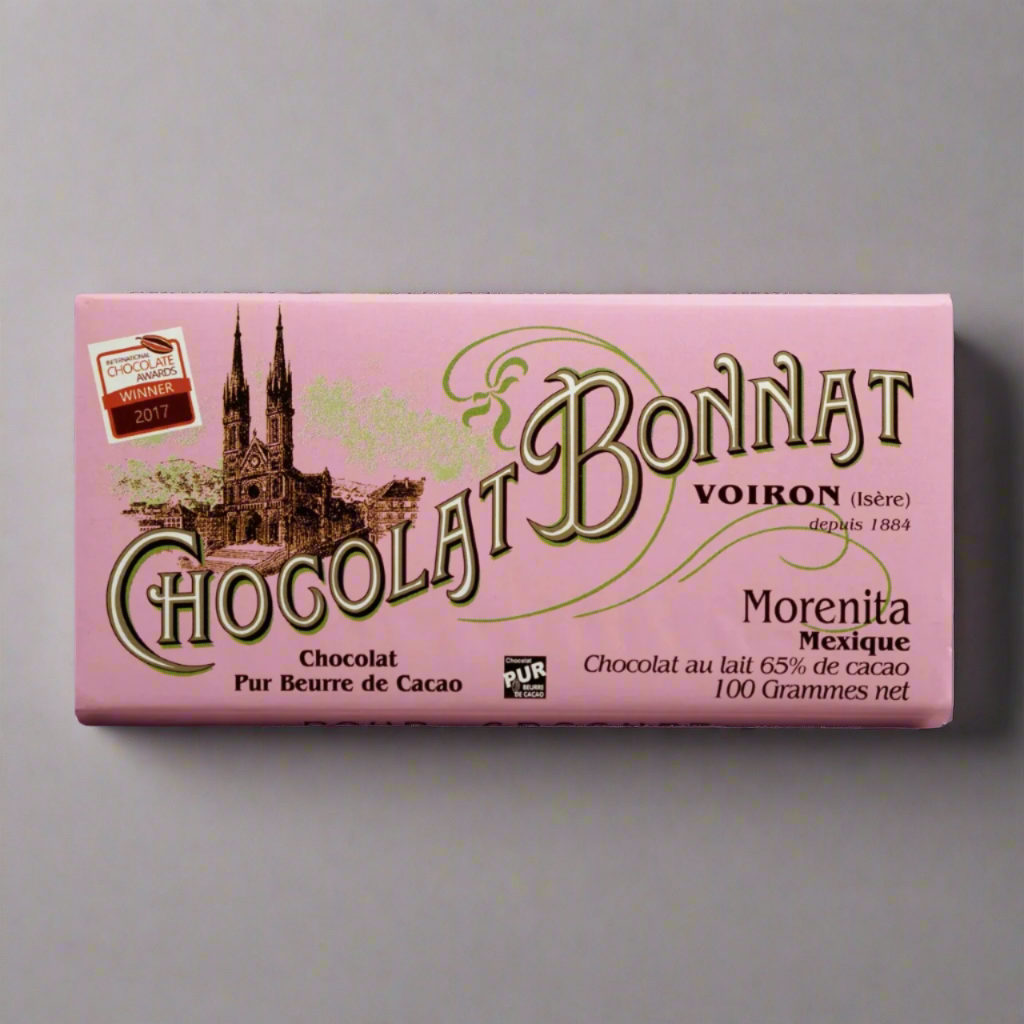 INTERNATIONAL
CHOCOLATE
AWARDS
WINNER
2017
CHOCOLAT BONNAT
VOIRON (Isère)
depuis 1884
Morenita
Mexique
Chocolat au lait 65% de cacao
100 Grammes net
Chocolat
Pur Beurre de Cacao
Chocolat
PUR
BEURRE
DE CACAO